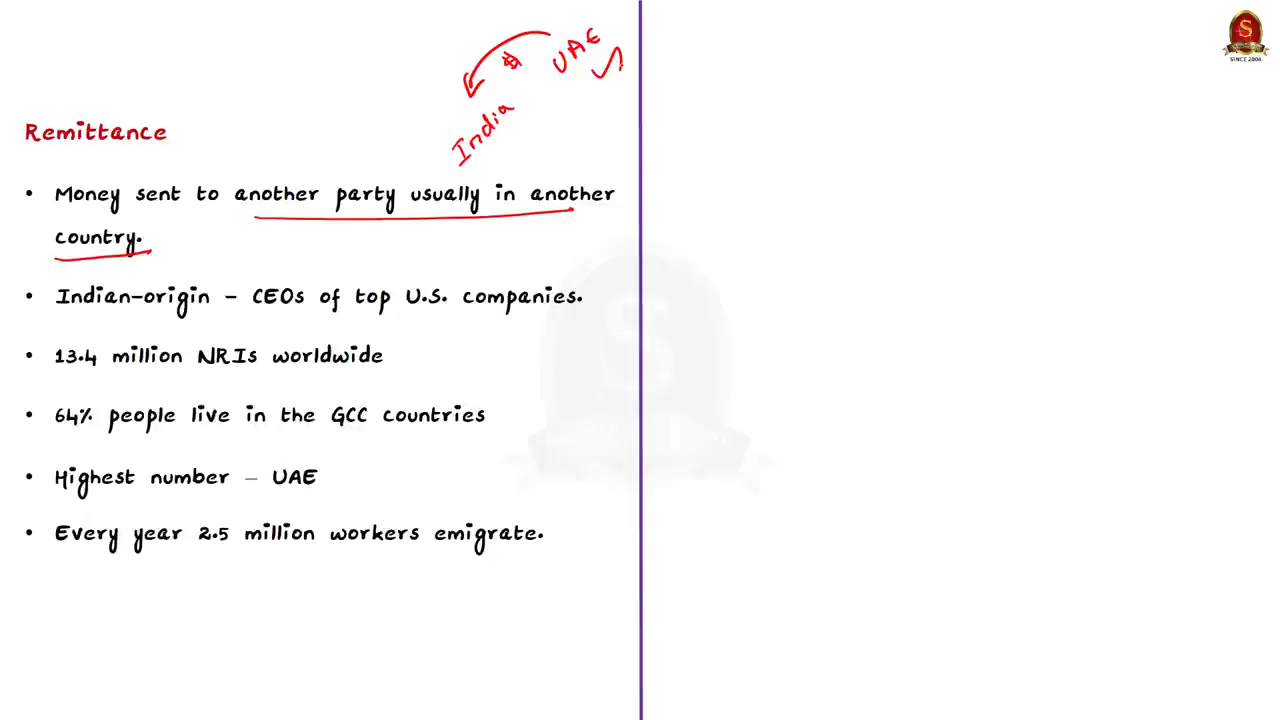 UAE
$
India
Remittance
• Money sent to another party usually in another
country.
• Indian-origin - CEOs of top U.S. companies.
• 13.4 million NRIs worldwide
• 64% people live in the GCC countries
• Highest number – UAE
• Every year 2.5 million workers emigrate.
S
SINCE 2004